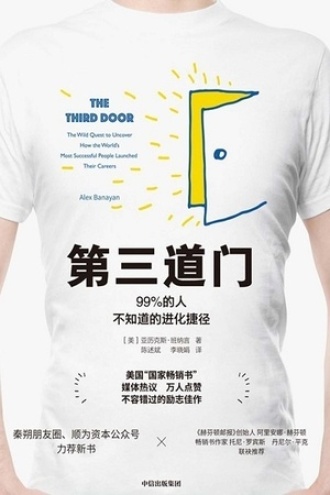 THE
THIRD DOOR
The Wild Quest to Uncover
How the World's
Most Successful People Launched
Their Careers
Alex Banayan
第三道门
99%的人
不知道的进化捷径
[美] 亚历克斯·班纳言 著
陈述斌 李晓娟 译
美国“国家畅销书”
媒体热议 万人点赞
不容错过的励志佳作
秦朔朋友圈、顺为资本公众号
力荐新书
×
《赫芬顿邮报》创始人 阿里安娜·赫芬顿
畅销书作家 托尼·罗宾斯 丹尼尔·平克
联袂推荐
中信出版集团